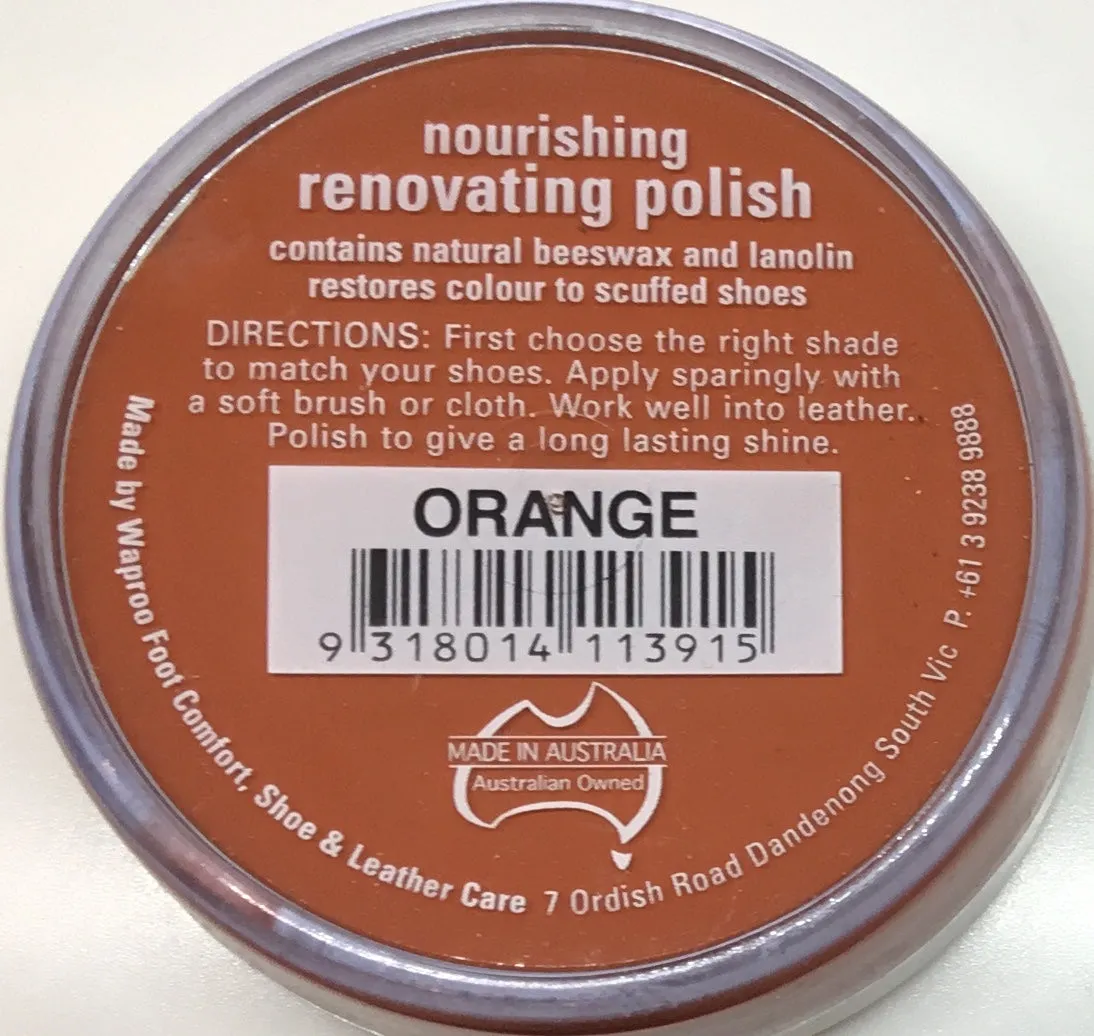 nourishing
renovating polish
contains natural beeswax and lanolin
restores colour to scuffed shoes
DIRECTIONS: First choose the right shade
to match your shoes. Apply sparingly with
a soft brush or cloth. Work well into leather.
Polish to give a long lasting shine.
ORANGE
9 318014 113915
MADE IN AUSTRALIA
Australian Owned
Made by Waproo Foot Comfort, Shoe & Leather Care 7 Ordish Road Dandenong South Vic P. +61 3 9238 9888